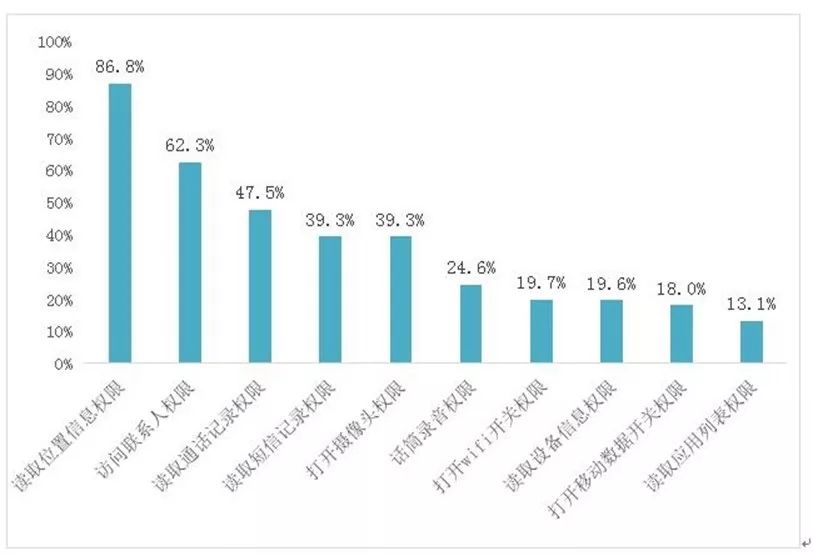 100%
90%
80%
70%
60%
50%
40%
30%
20%
10%
0%
86.8%
62.3%
47.5%
39.3%
39.3%
24.6%
19.7%
19.6%
18.0%
13.1%
读取位置信息权限
访问联系人权限
读取通话记录权限
读取短信记录权限
打开摄像头权限
话筒录音权限
打开wifi开关权限
读取设备信息权限
打开移动数据开关权限
读取应用列表权限